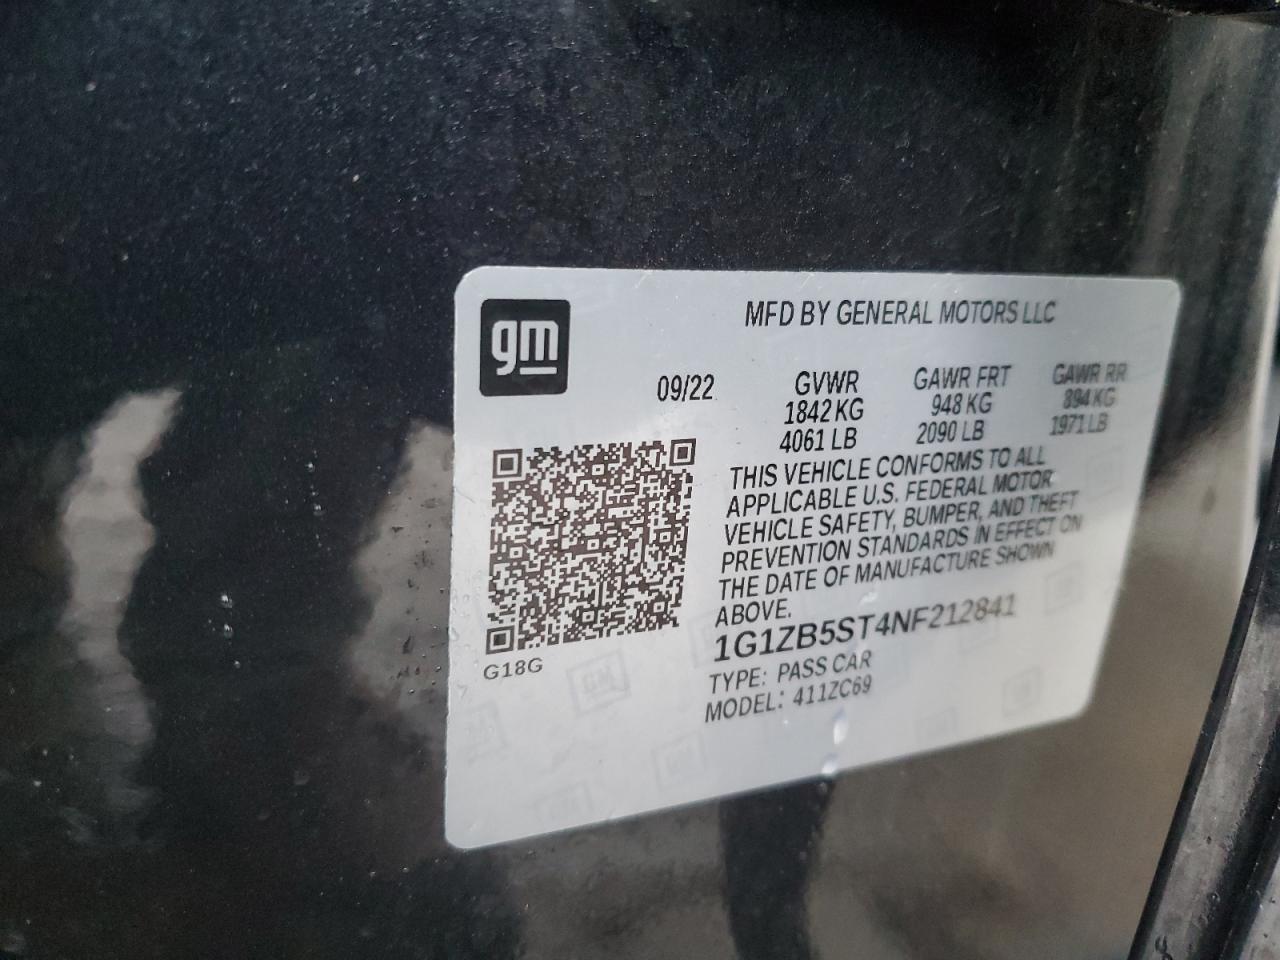 gm
MFD BY GENERAL MOTORS LLC
09/22 GVWR GAWR FRT GAWR RR
1842 KG 948 KG 894 KG
4061 LB 2090 LB 1971 LB
THIS VEHICLE CONFORMS TO ALL
APPLICABLE U.S. FEDERAL MOTOR
VEHICLE SAFETY, BUMPER, AND THEFT
PREVENTION STANDARDS IN EFFECT ON
THE DATE OF MANUFACTURE SHOWN
ABOVE.
1G1ZB5ST4NF212841
G18G
TYPE: PASS CAR
MODEL: 411ZC69